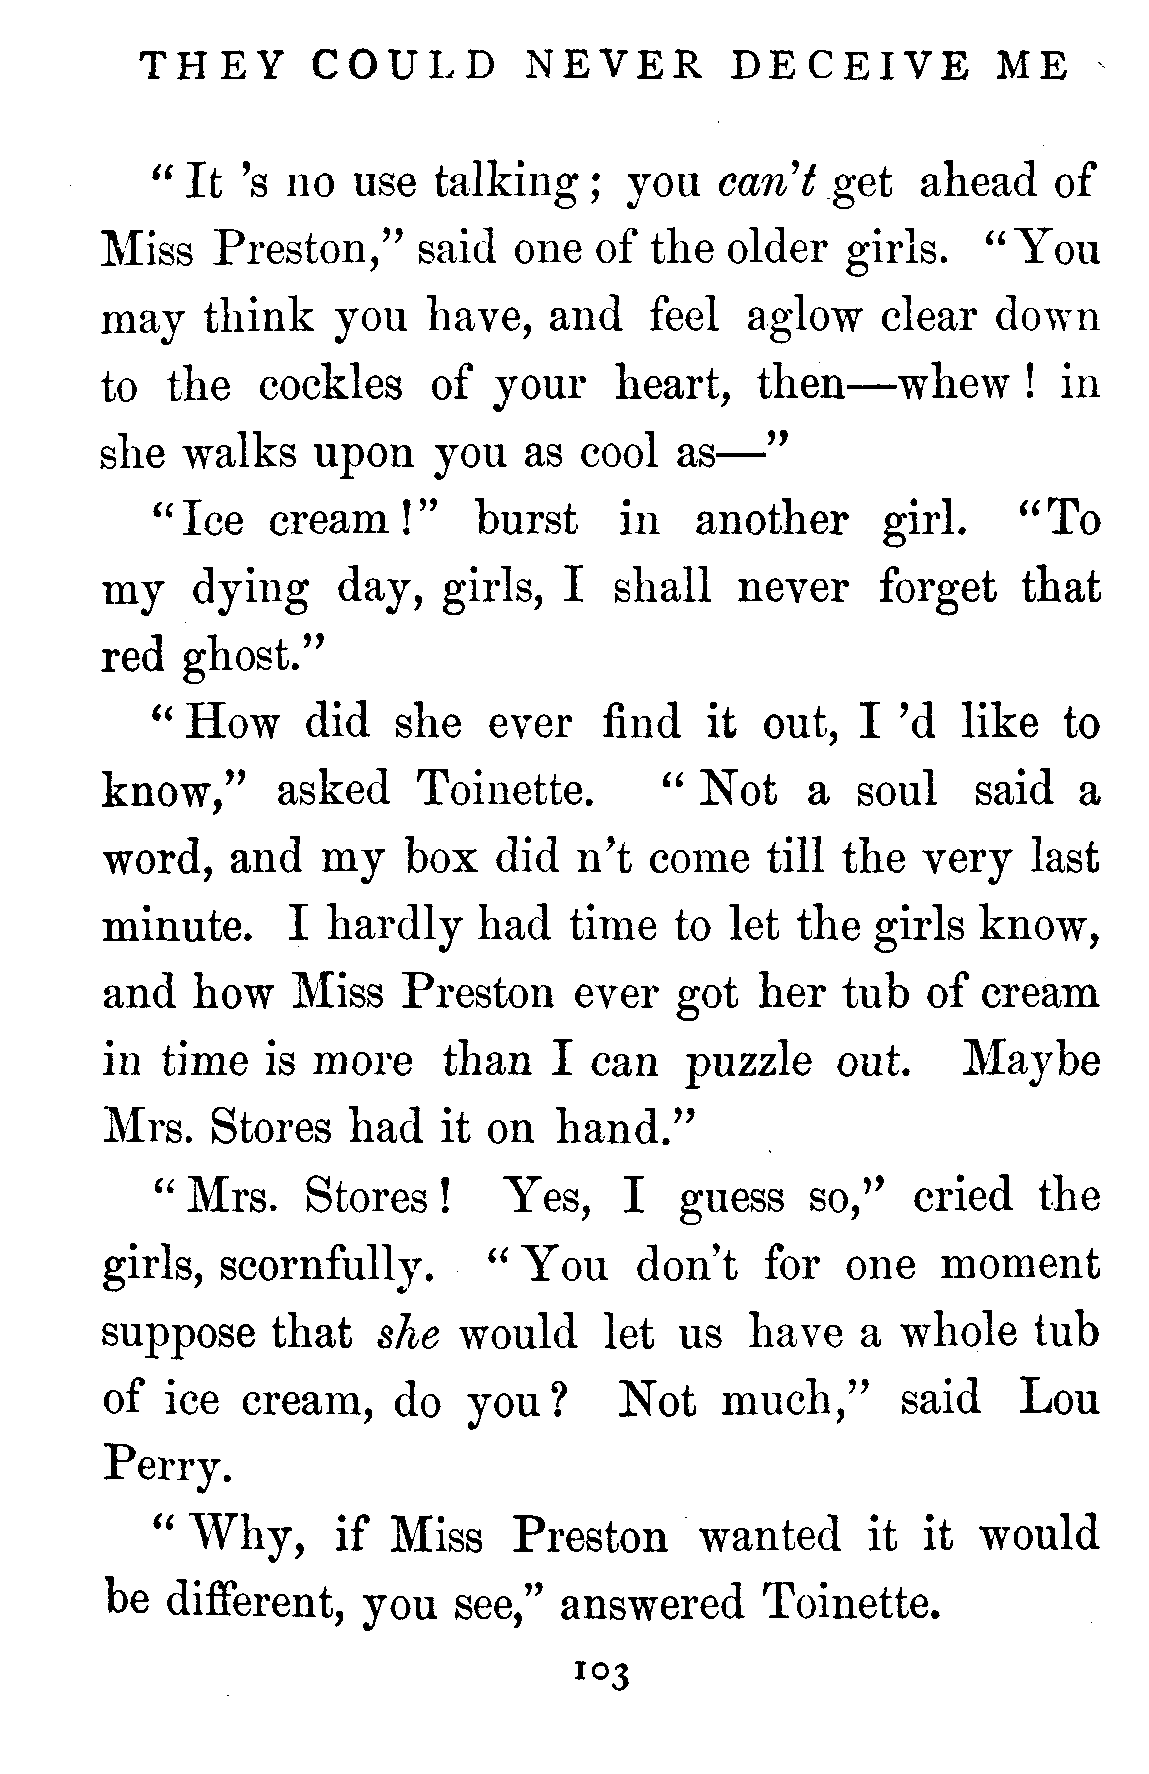 THEY COULD NEVER DECEIVE ME
“ It ’s no use talking ; you can’t get ahead of
Miss Preston,” said one of the older girls. “You
may think you have, and feel aglow clear down
to the cockles of your heart, then—whew ! in
she walks upon you as cool as—”
“Ice cream !” burst in another girl. “To
my dying day, girls, I shall never forget that
red ghost.”
“ How did she ever find it out, I ’d like to
know,” asked Toinette. “ Not a soul said a
word, and my box did n’t come till the very last
minute. I hardly had time to let the girls know,
and how Miss Preston ever got her tub of cream
in time is more than I can puzzle out. Maybe
Mrs. Stores had it on hand.”
“ Mrs. Stores ! Yes, I guess so,” cried the
girls, scornfully. “ You don’t for one moment
suppose that she would let us have a whole tub
of ice cream, do you ? Not much,” said Lou
Perry.
“ Why, if Miss Preston wanted it it would
be different, you see,” answered Toinette.
103